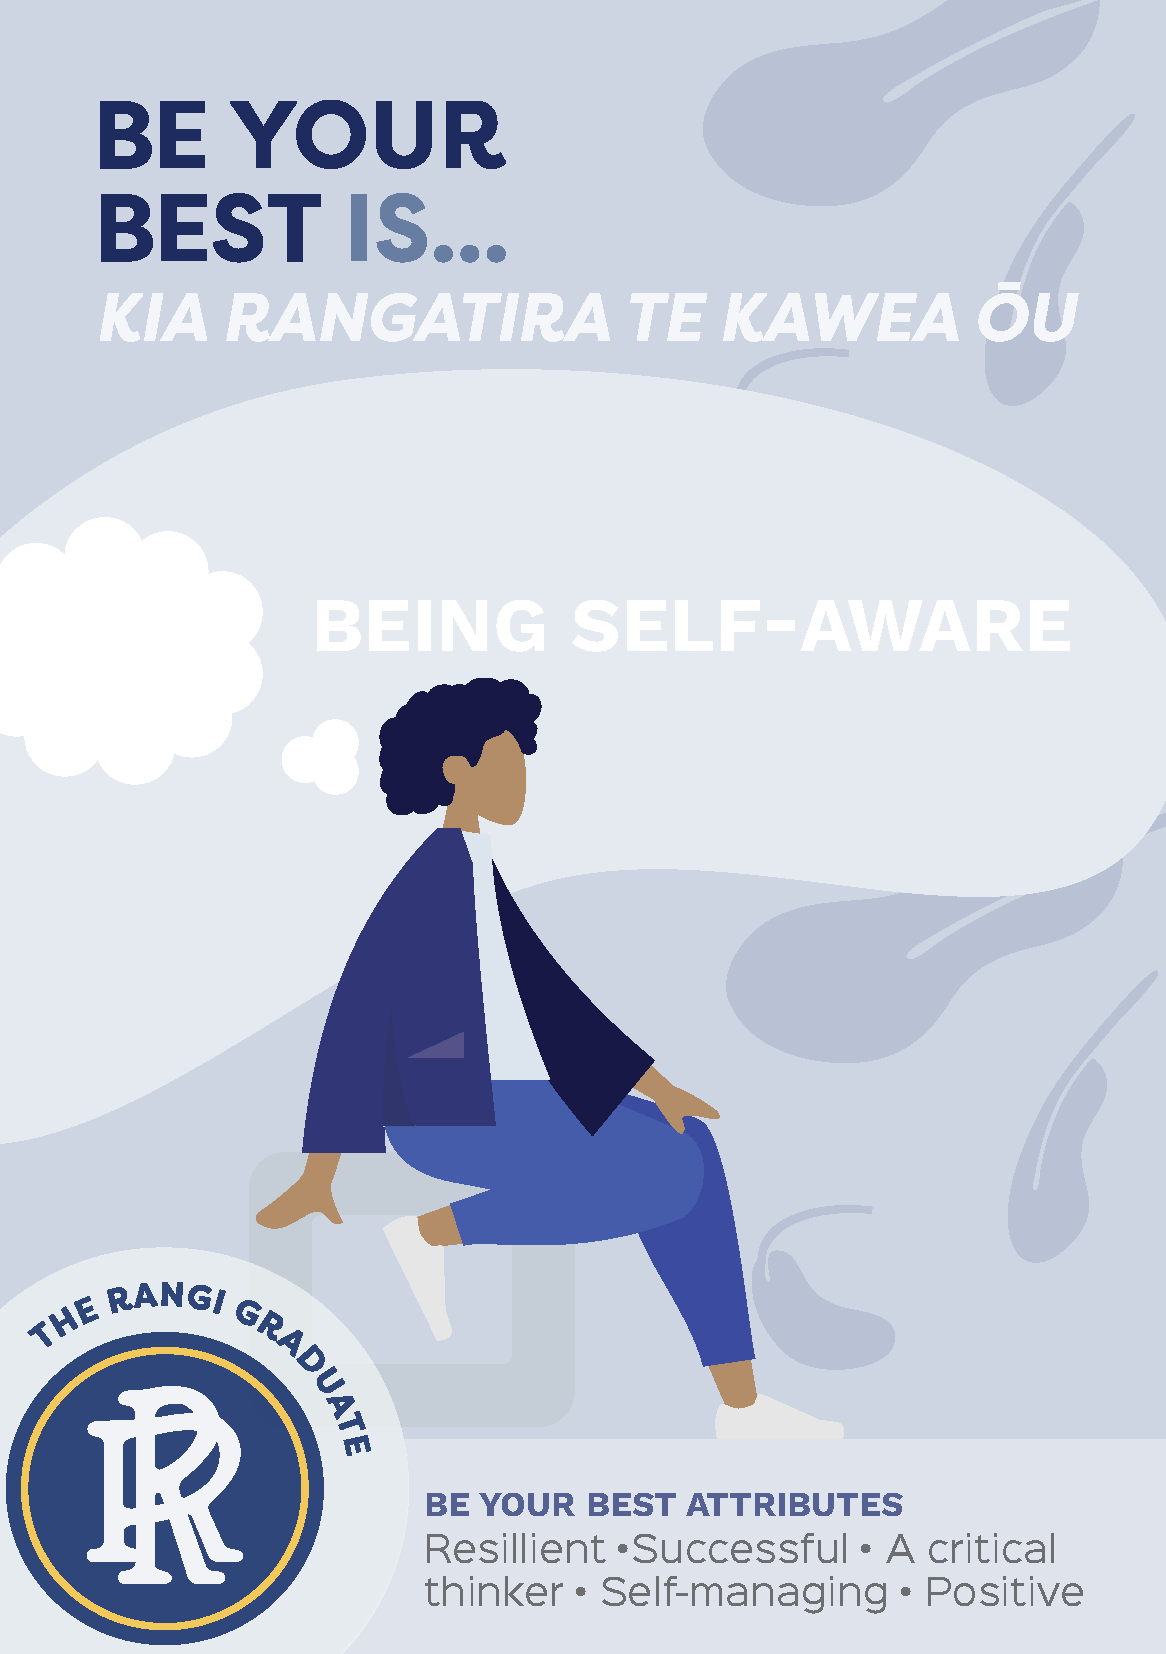 BE YOUR
BEST IS...
KIA RANGATIRA TE KAWEA ŌU
BEING SELF-AWARE
THE RANGI GRADUATE
RR
BE YOUR BEST ATTRIBUTES
Resillient •Successful • A critical
thinker • Self-managing • Positive